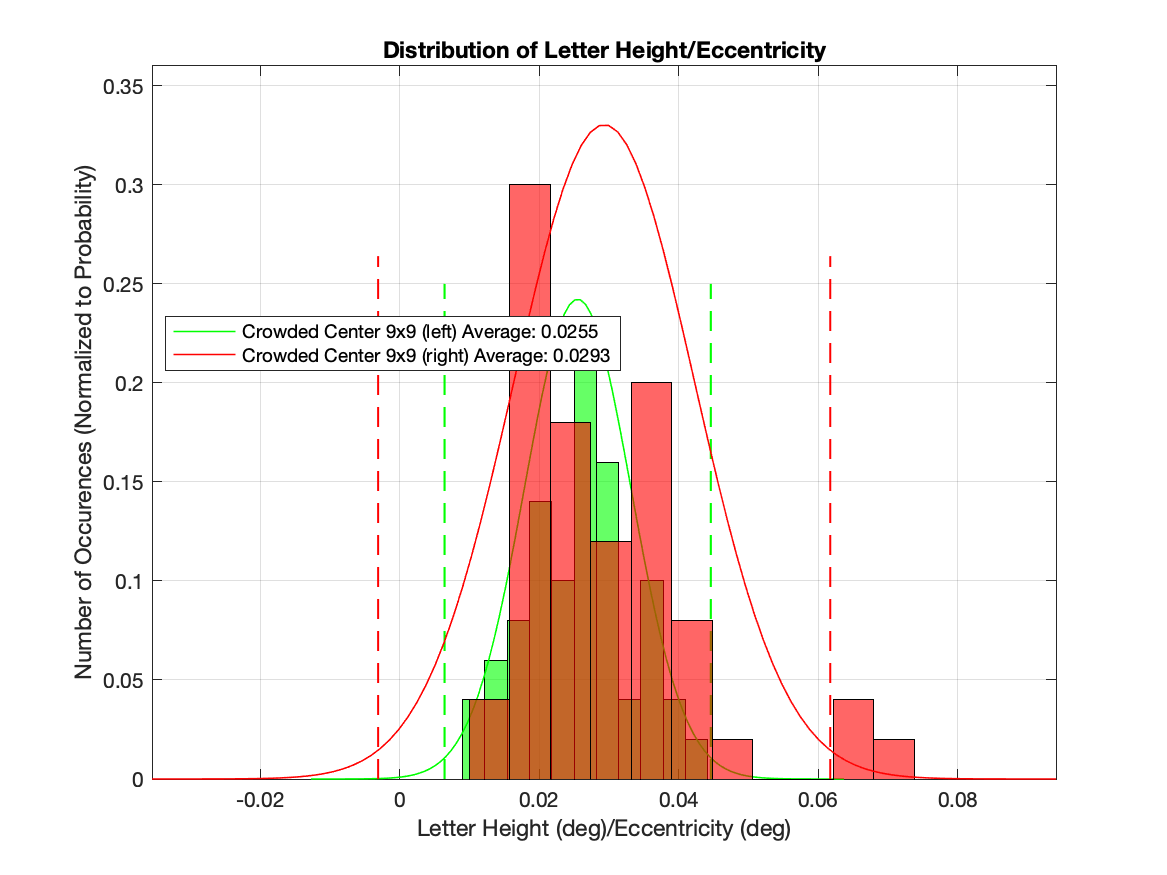 Distribution of Letter Height/Eccentricity
0.35
0.3
0.25
0.2
0.15
0.1
0.05
0
Number of Occurences (Normalized to Probability)
Crowded Center 9x9 (left) Average: 0.0255
Crowded Center 9x9 (right) Average: 0.0293
-0.02 0 0.02 0.04 0.06 0.08
Letter Height (deg)/Eccentricity (deg)